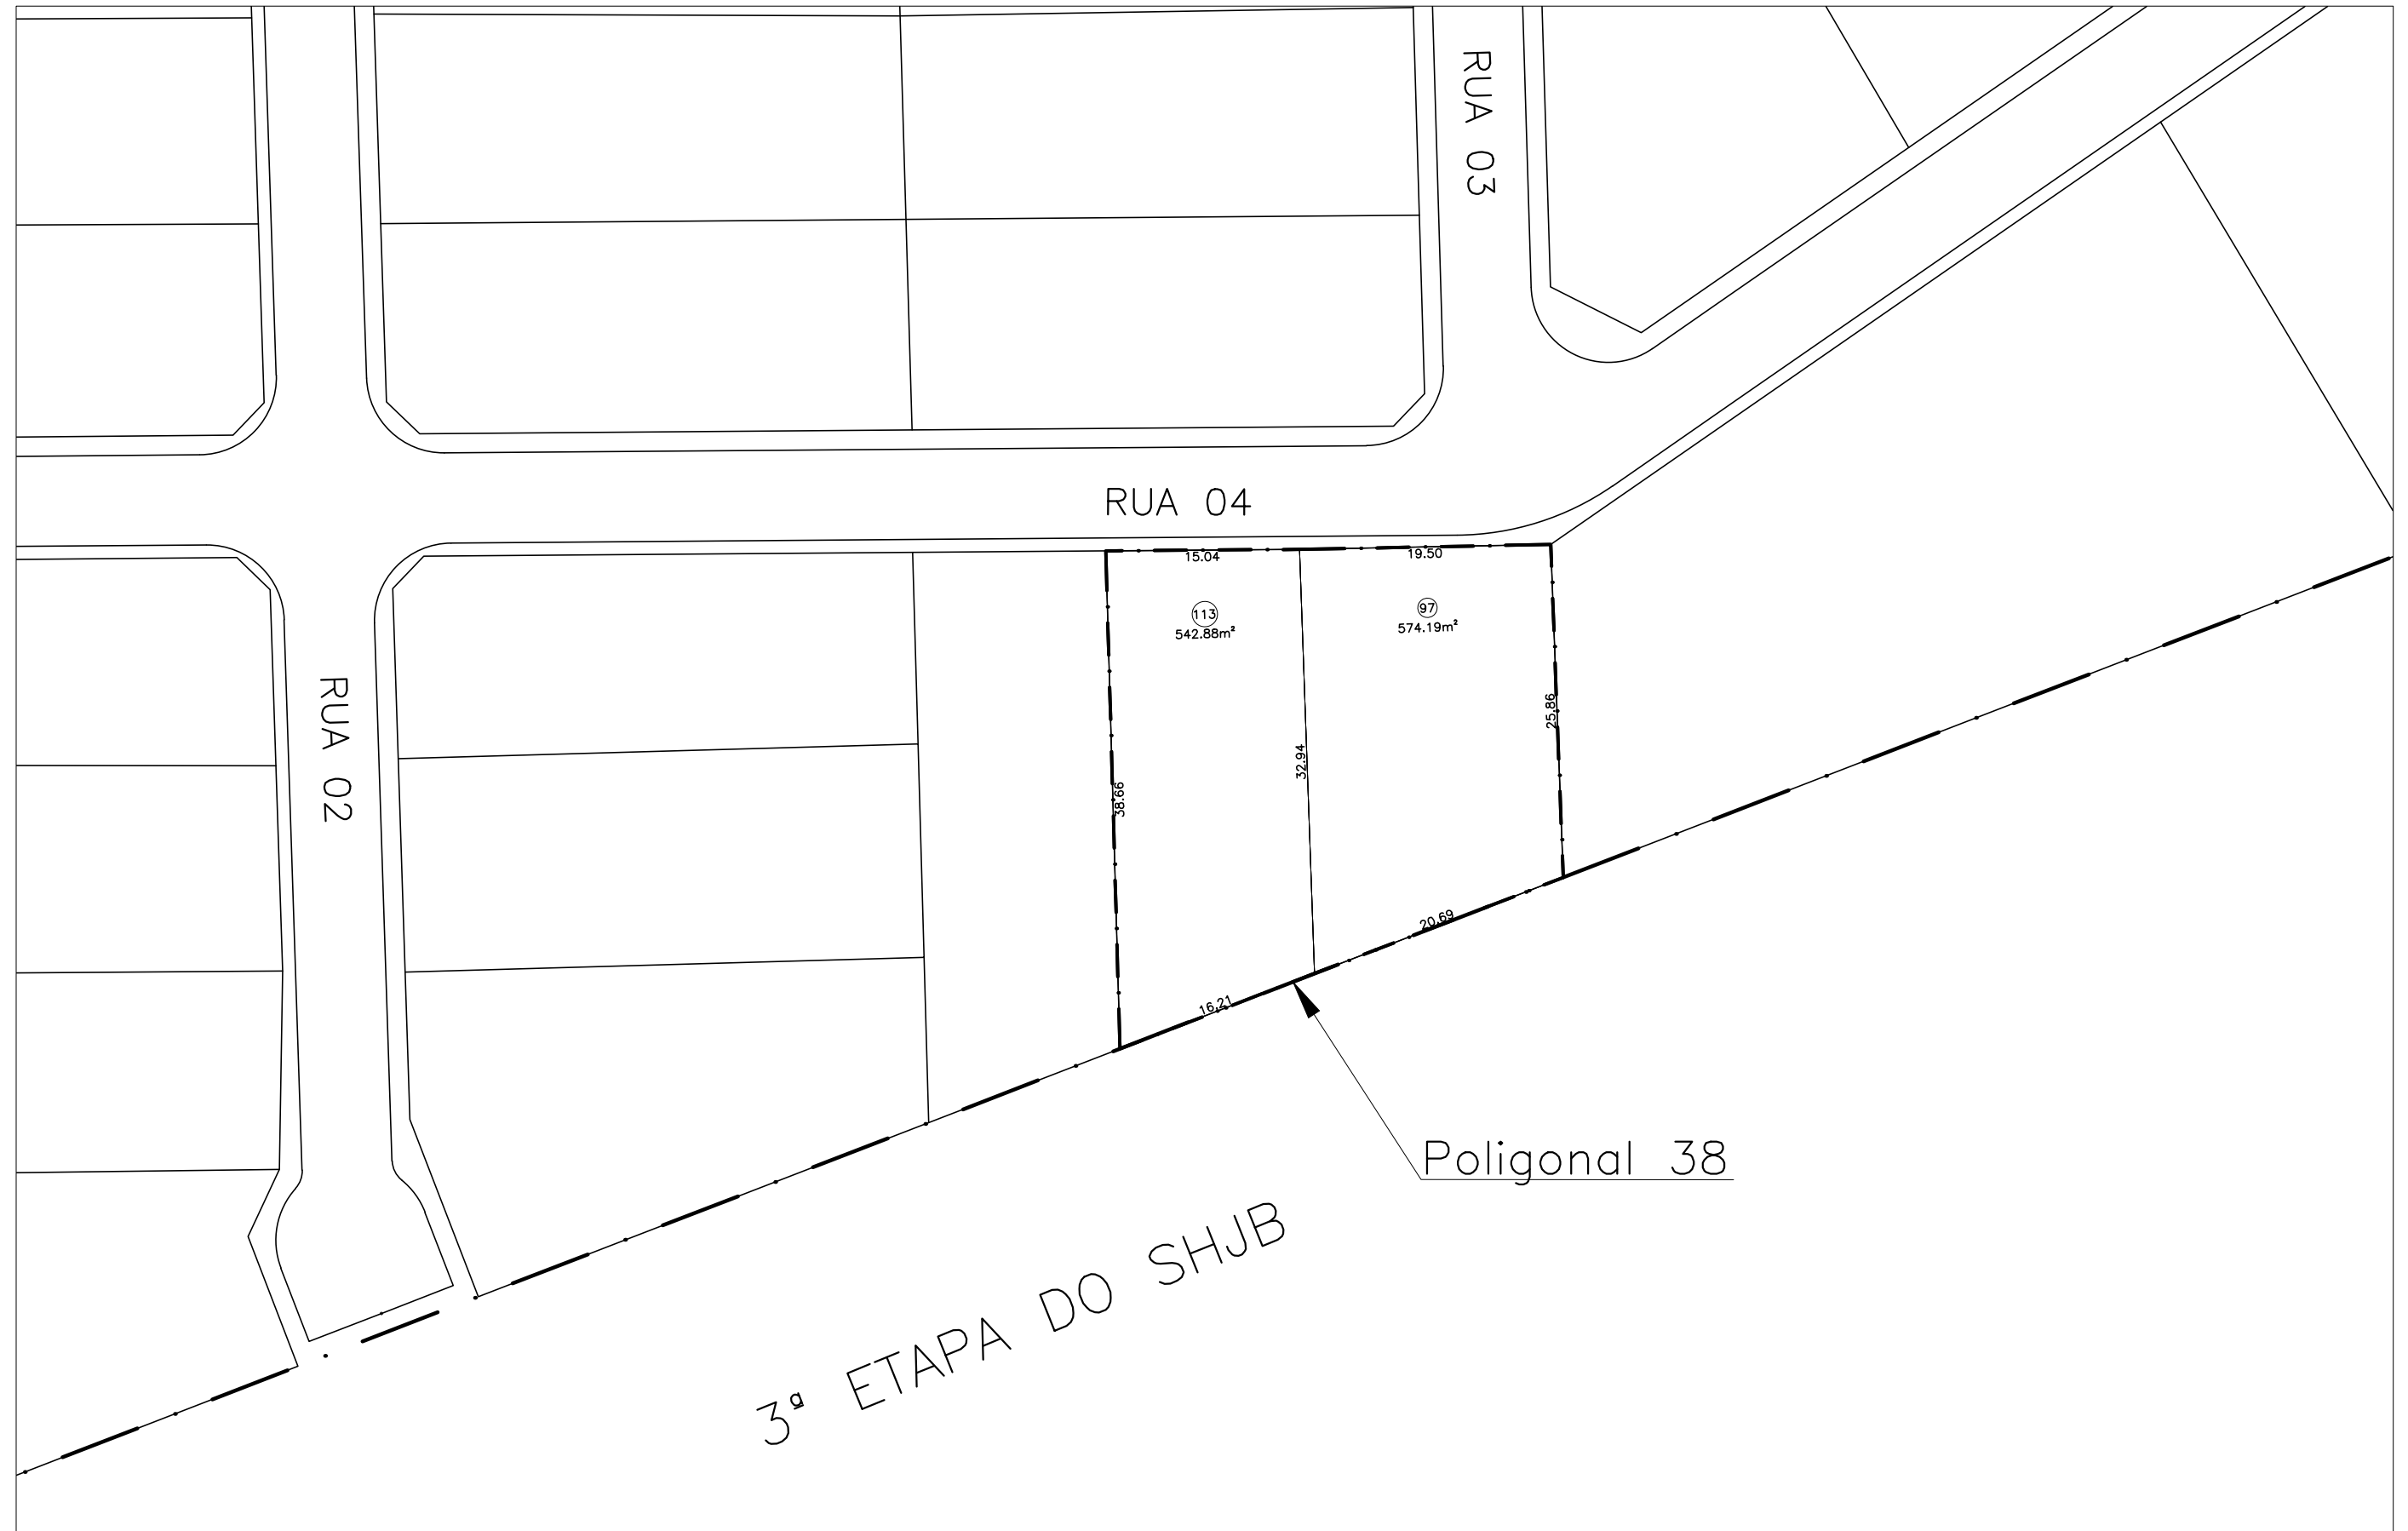 RUA 03
RUA 04
15.04
19.50
113
542.88m²
97
574.19m²
RUA 02
38.66
32.94
25.86
16.21
20.69
Poligonal 38
3ª ETAPA DO SHJB